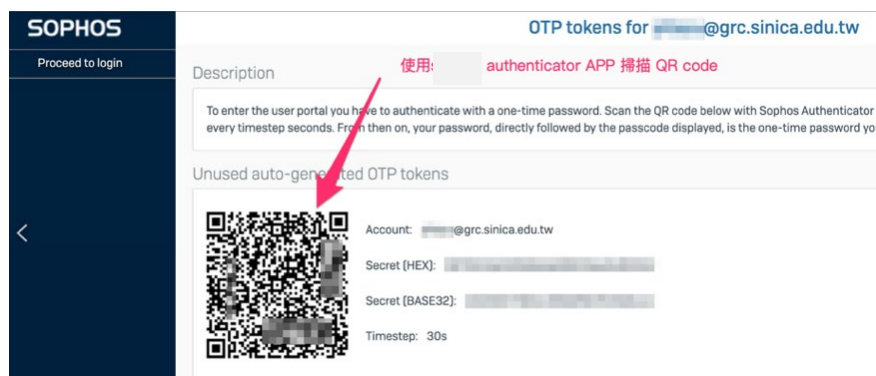 SOPHOS
OTP tokens for @grc.sinica.edu.tw
Proceed to login
Description
使用 authenticator APP 掃描 QR code
To enter the user portal you have to authenticate with a one-time password. Scan the QR code below with Sophos Authenticator
every timestep seconds. From then on, your password, directly followed by the passcode displayed, is the one-time password yo
Unused auto-generated OTP tokens
Account: @grc.sinica.edu.tw
Secret (HEX):
Secret (BASE32):
Timestep: 30s